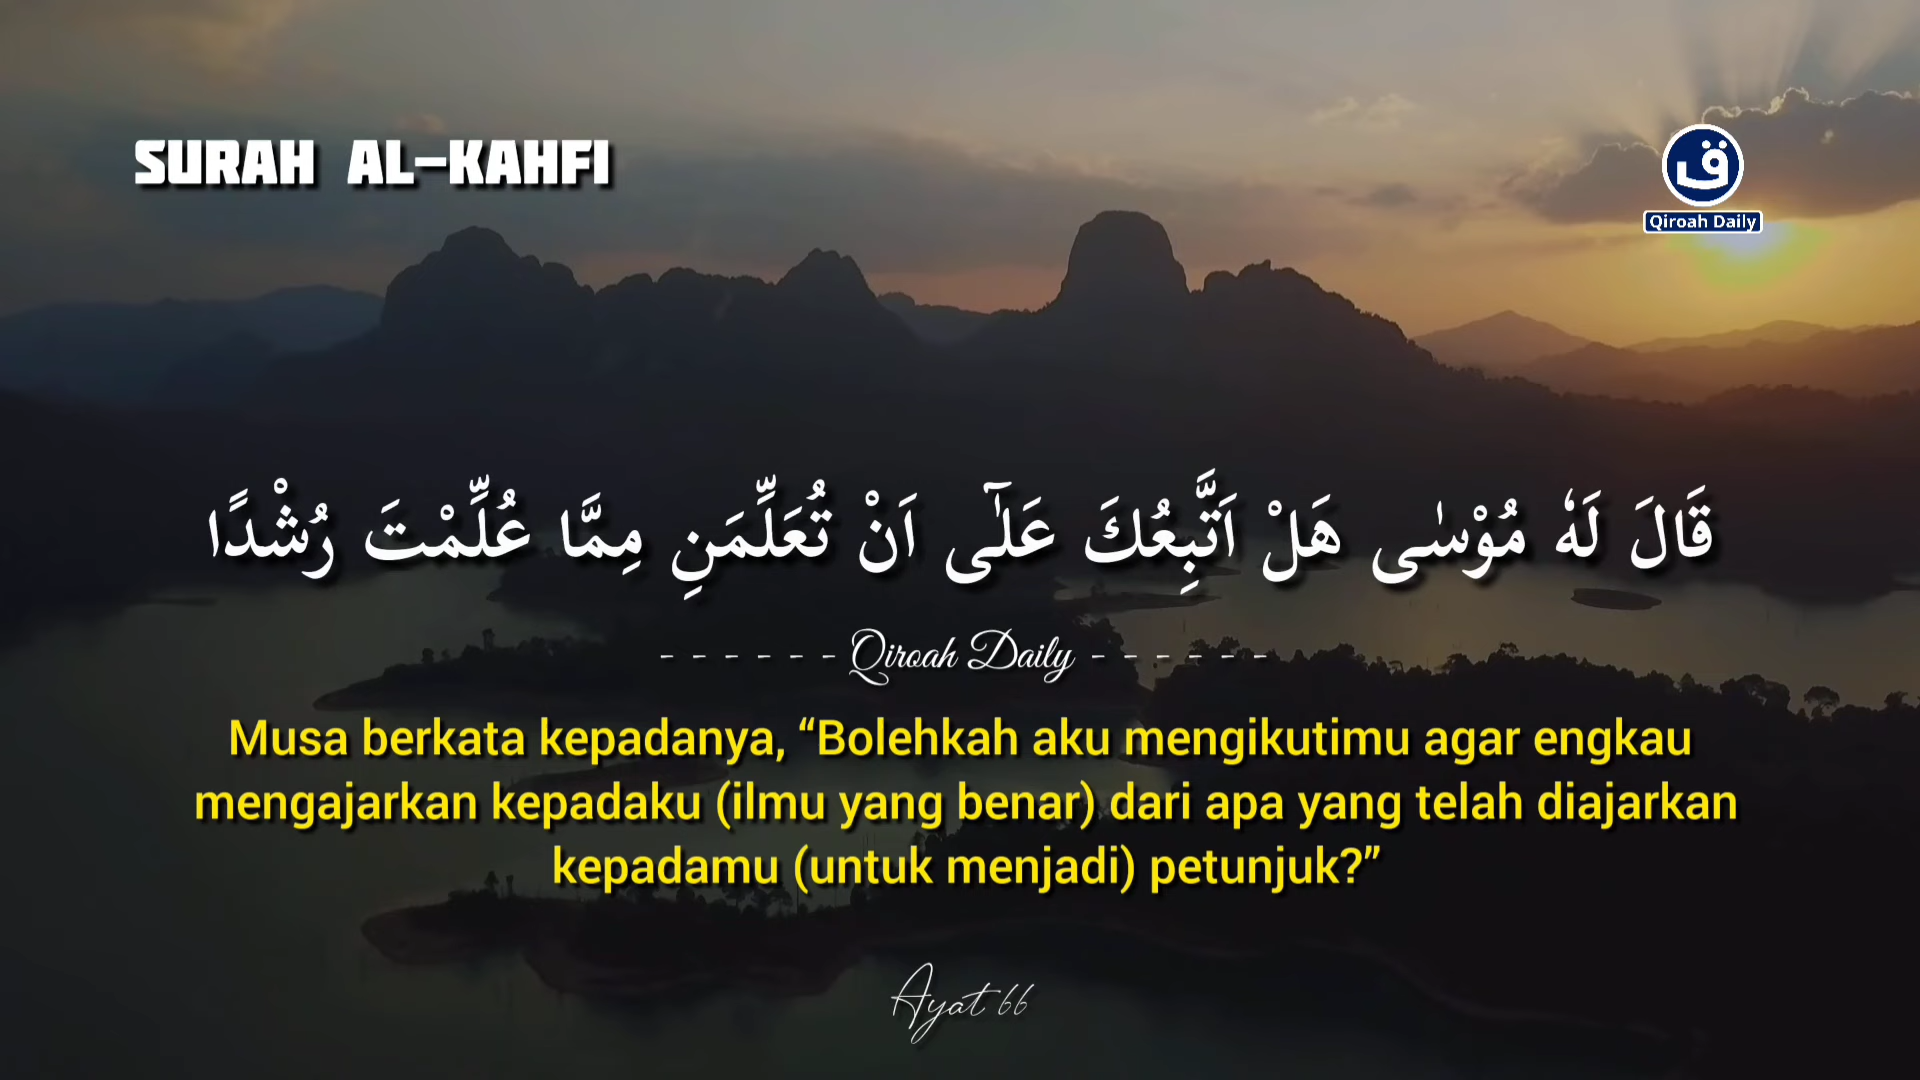 SURAH AL-KAHFI
ق
Qiroah Daily
قَالَ لَهٗ مُوْسٰى هَلْ اَتَّبِعُكَ عَلٰٓى اَنْ تُعَلِّمَنِ مِمَّا عُلِّمْتَ رُشْدًا
- - - - - - Qiroah Daily - - - - - -
Musa berkata kepadanya, “Bolehkah aku mengikutimu agar engkau
mengajarkan kepadaku (ilmu yang benar) dari apa yang telah diajarkan
kepadamu (untuk menjadi) petunjuk?”
Ayat 66